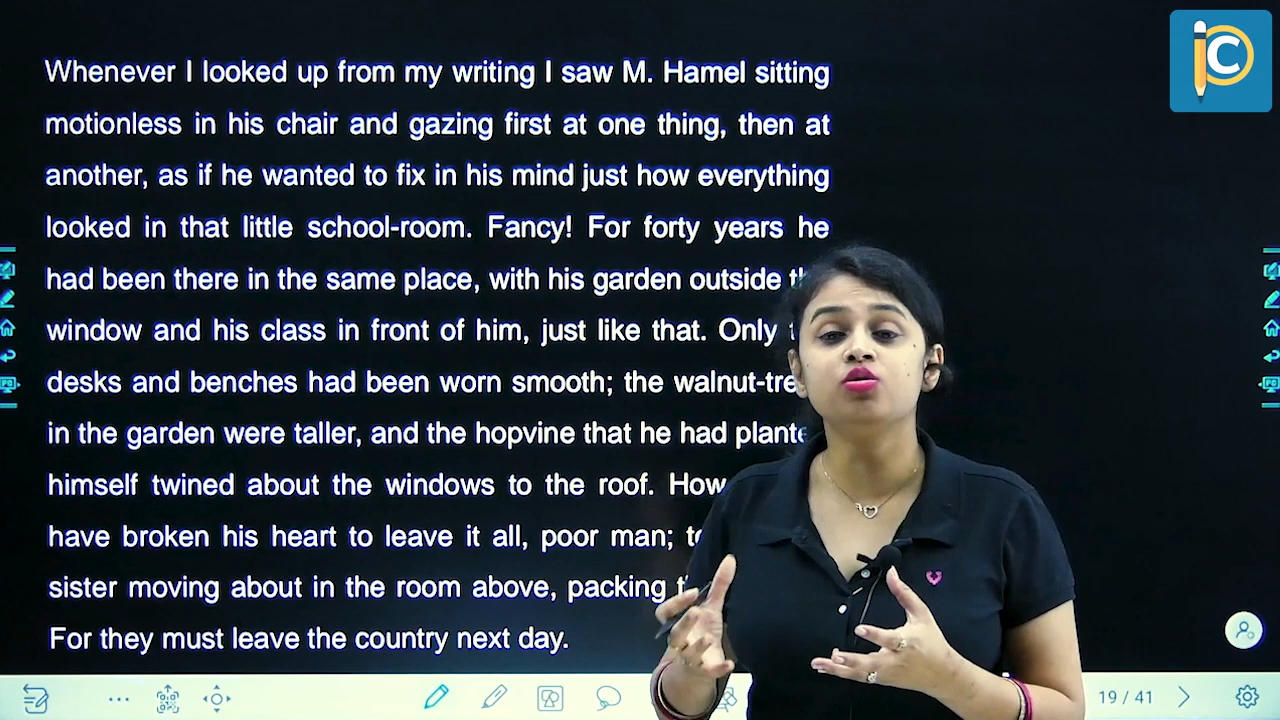 Whenever I looked up from my writing I saw M. Hamel sitting
motionless in his chair and gazing first at one thing, then at
another, as if he wanted to fix in his mind just how everything
looked in that little school-room. Fancy! For forty years he
had been there in the same place, with his garden outside
window and his class in front of him, just like that. Only
desks and benches had been worn smooth; the
in the garden were taller, and the hopvine that he had
himself twined about the windows to the roof. How
have broken his heart to leave it all, poor man;
sister moving about in the room above, packing
For they must leave the country next day.
19 / 41